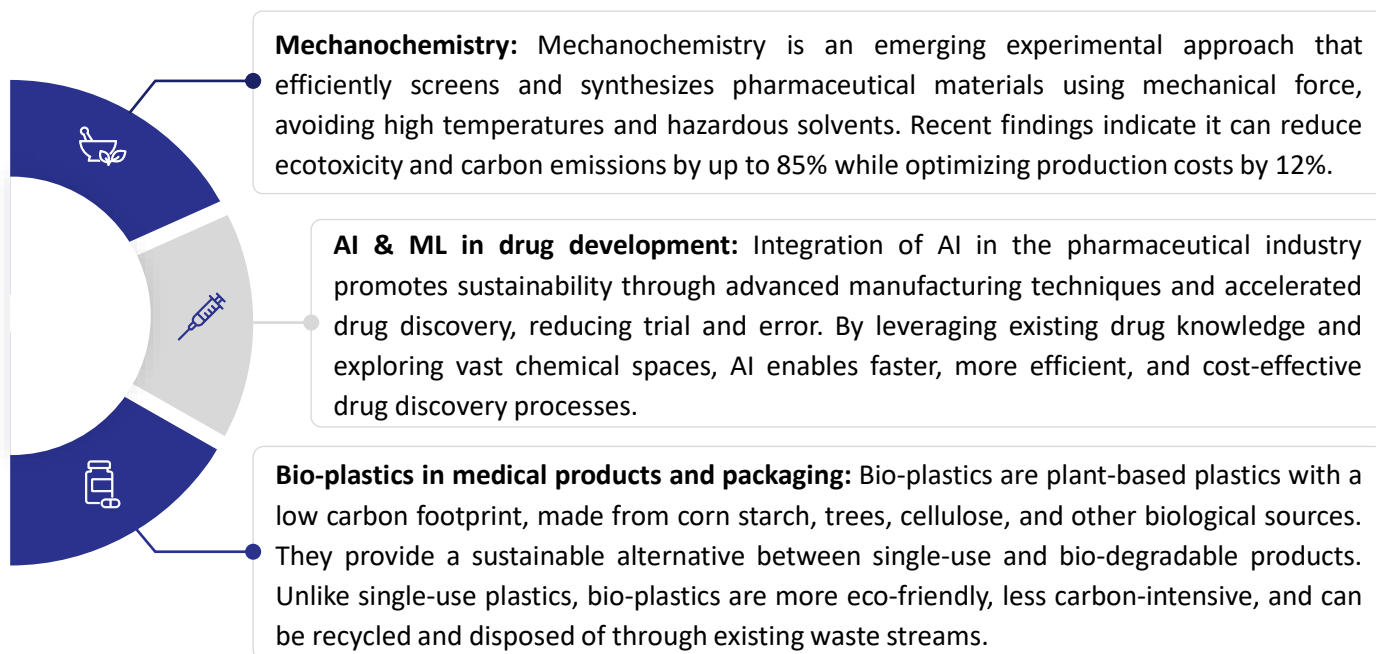 Mechanochemistry: Mechanochemistry is an emerging experimental approach that
efficiently screens and synthesizes pharmaceutical materials using mechanical force,
avoiding high temperatures and hazardous solvents. Recent findings indicate it can reduce
ecotoxicity and carbon emissions by up to 85% while optimizing production costs by 12%.
AI & ML in drug development: Integration of AI in the pharmaceutical industry
promotes sustainability through advanced manufacturing techniques and accelerated
drug discovery, reducing trial and error. By leveraging existing drug knowledge and
exploring vast chemical spaces, AI enables faster, more efficient, and cost-effective
drug discovery processes.
Bio-plastics in medical products and packaging: Bio-plastics are plant-based plastics with a
low carbon footprint, made from corn starch, trees, cellulose, and other biological sources.
They provide a sustainable alternative between single-use and bio-degradable products.
Unlike single-use plastics, bio-plastics are more eco-friendly, less carbon-intensive, and can
be recycled and disposed of through existing waste streams.